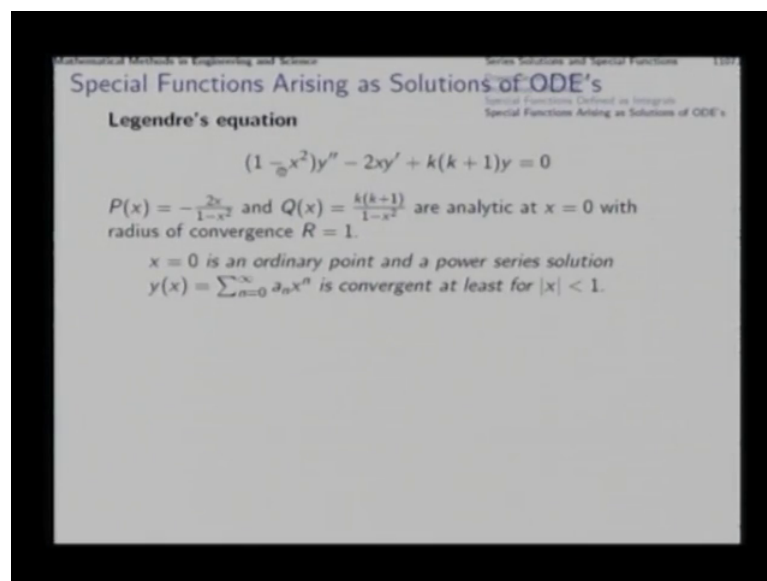 Mathematical Methods in Engineering and Science
Series Solutions and Special Functions
Special Functions Arising as Solutions of ODE's
Special Functions Defined as Integrals
Special Functions Arising as Solutions of ODE's
Legendre's equation
(1 − x²)y″ − 2xy′ + k(k + 1)y = 0
P(x) = −\frac{2x}{1−x²} and Q(x) = \frac{k(k+1)}{1−x²} are analytic at x = 0 with
radius of convergence R = 1.
x = 0 is an ordinary point and a power series solution
y(x) = ∑_{n=0}^{∞} aₙxⁿ is convergent at least for |x| < 1.